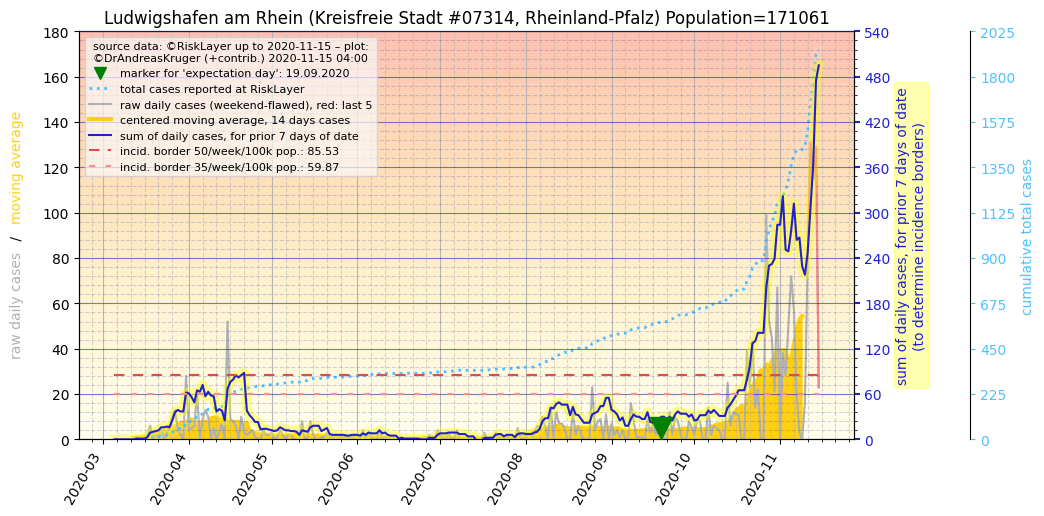 Ludwigshafen am Rhein (Kreisfreie Stadt #07314, Rheinland-Pfalz) Population=171061
source data: ©RiskLayer up to 2020-11-15 – plot:
©DrAndreasKruger (+contrib.) 2020-11-15 04:00
marker for 'expectation day': 19.09.2020
total cases reported at RiskLayer
raw daily cases (weekend-flawed), red: last 5
centered moving average, 14 days cases
sum of daily cases, for prior 7 days of date
incid. border 50/week/100k pop.: 85.53
incid. border 35/week/100k pop.: 59.87
raw daily cases / moving average
180
160
140
120
100
80
60
40
20
0
2020-03
2020-04
2020-05
2020-06
2020-07
2020-08
2020-09
2020-10
2020-11
540
480
420
360
300
240
180
120
60
0
sum of daily cases, for prior 7 days of date
(to determine incidence borders)
2025
1800
1575
1350
1125
900
675
450
225
0
cumulative total cases